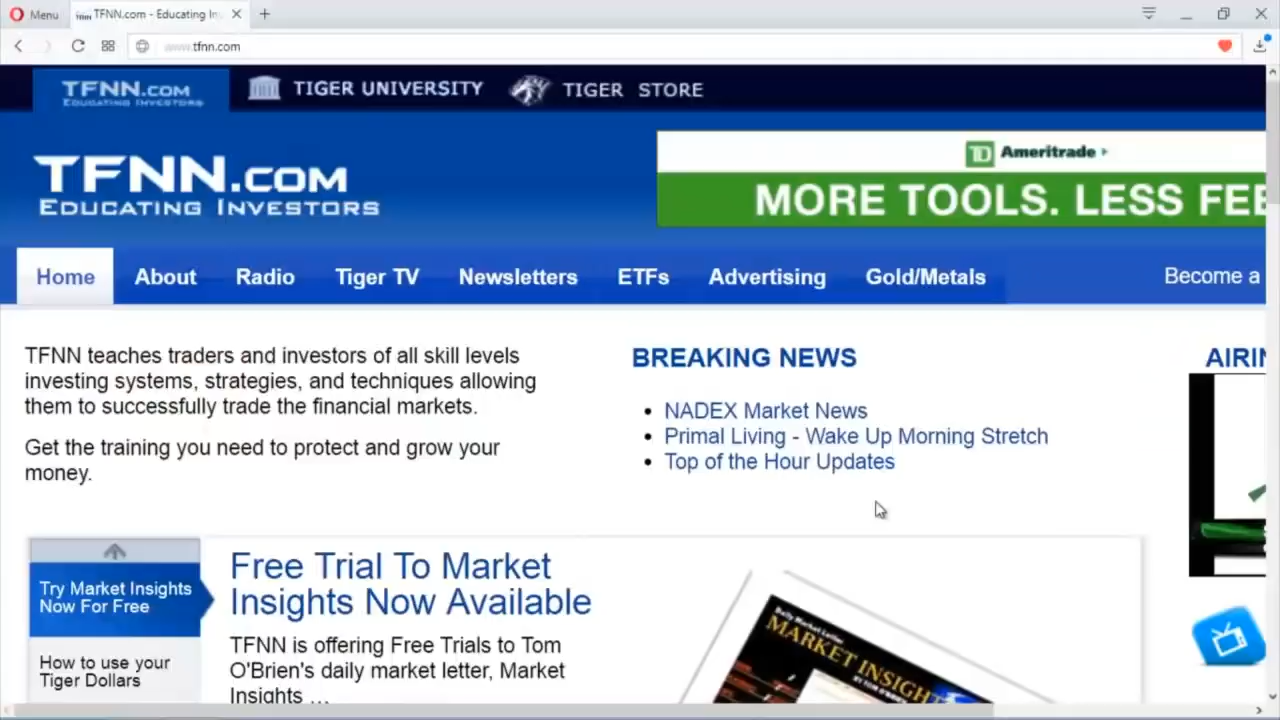 Menu
TFNN.com - Educating In
www.tfnn.com
TFNN.COM
EDUCATING INVESTORS
TIGER UNIVERSITY
TIGER STORE
TFNN.COM
EDUCATING INVESTORS
TD Ameritrade
MORE TOOLS. LESS FEE
Home
About
Radio
Tiger TV
Newsletters
ETFs
Advertising
Gold/Metals
Become a
TFNN teaches traders and investors of all skill levels
investing systems, strategies, and techniques allowing
them to successfully trade the financial markets.
Get the training you need to protect and grow your
money.
BREAKING NEWS
NADEX Market News
Primal Living - Wake Up Morning Stretch
Top of the Hour Updates
AIRIN
Try Market Insights
Now For Free
How to use your
Tiger Dollars
Free Trial To Market
Insights Now Available
TFNN is offering Free Trials to Tom
O'Brien's daily market letter, Market
Insights ...
Daily Market Letter
MARKET INSIGH